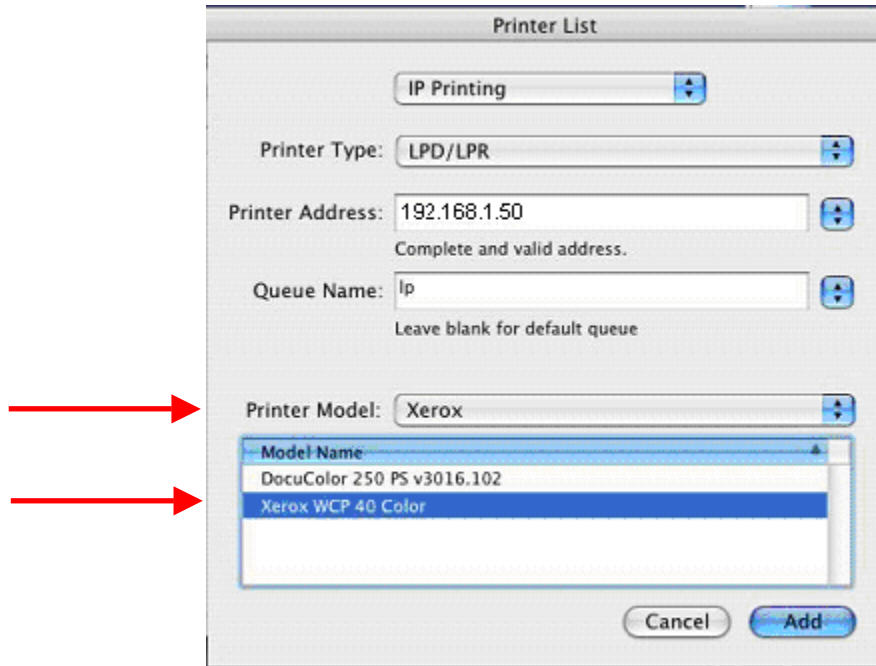 Printer List
IP Printing
Printer Type: LPD/LPR
Printer Address: 192.168.1.50
Complete and valid address.
Queue Name: lp
Leave blank for default queue
Printer Model: Xerox
Model Name
DocuColor 250 PS v3016.102
Xerox WCP 40 Color
Cancel Add